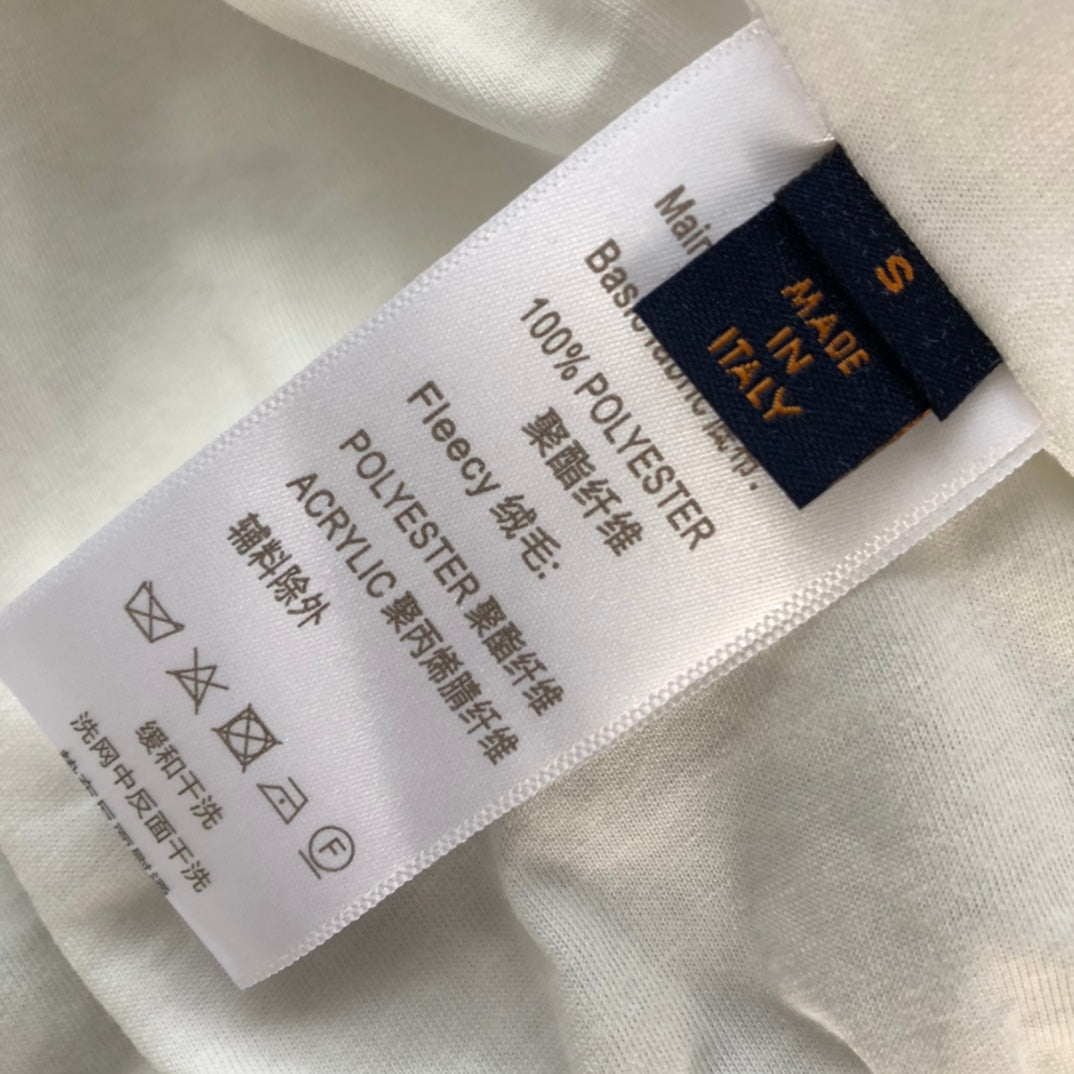 S
MADE
IN
ITALY
100% POLYESTER
聚酯纤维
Fleecy 绒毛:
POLYESTER 聚酯纤维
ACRYLIC 聚丙烯腈纤维
辅料除外
F
缓和干洗
洗网中反面干洗